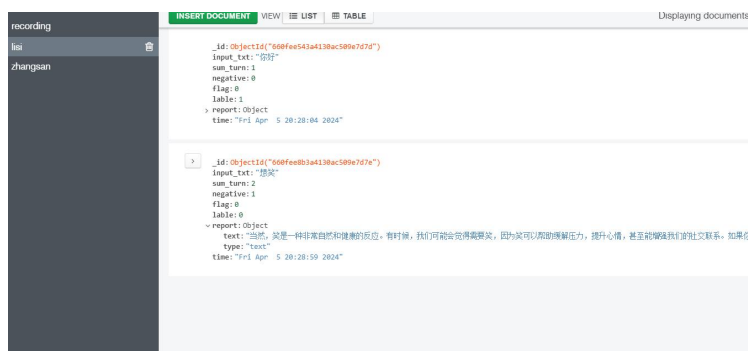 INSERT DOCUMENT VIEW LIST TABLE Displaying documents
recording
lisi
zhangsan
_id: ObjectId("660fee543a4130ac509e7d7d")
input_txt: "你好"
sum_turn: 1
negative: 0
flag: 0
lable: 1
> report: Object
time: "Fri Apr 5 20:28:04 2024"
_id: ObjectId("660fee8b3a4130ac509e7d7e")
input_txt: "想笑"
sum_turn: 2
negative: 1
flag: 0
lable: 0
report: Object
text: "当然，笑是一种非常自然和健康的反应。有时候，我们可能会觉得需要笑，因为笑可以帮助缓解压力，提升心情，甚至能增强我们的社交联系。如果你
type: "text"
time: "Fri Apr 5 20:28:59 2024"